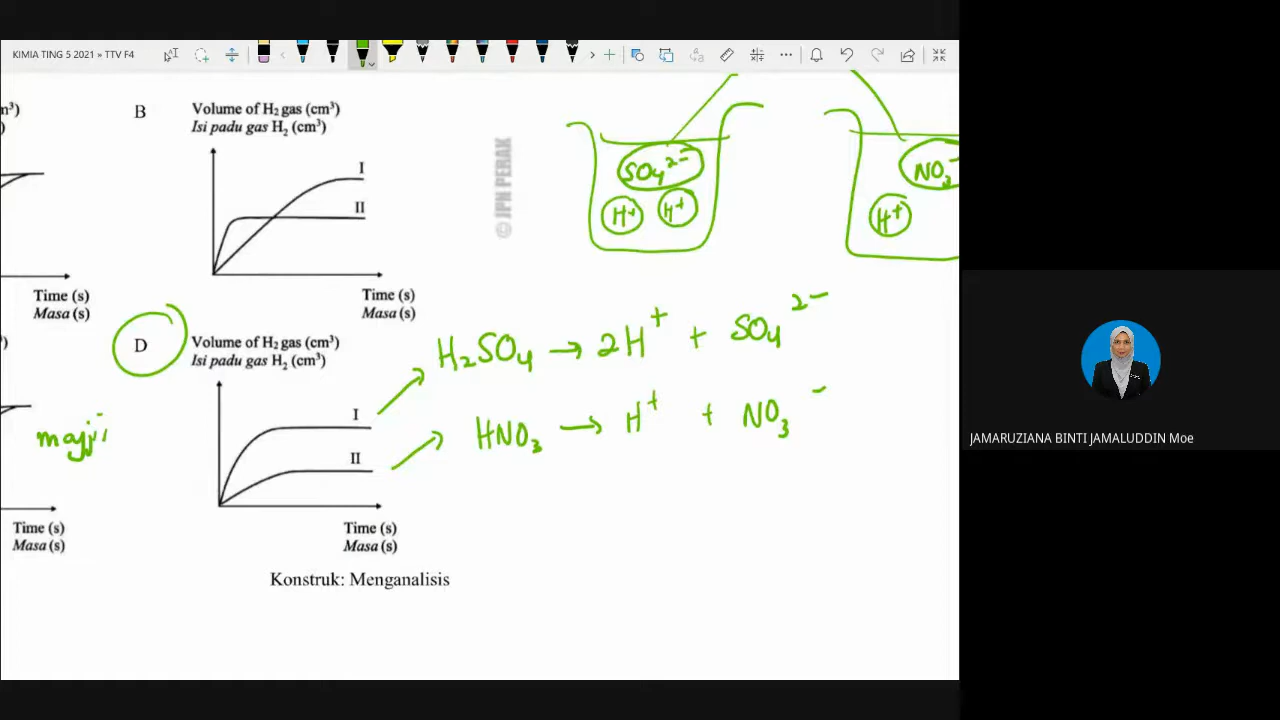 KIMIA TING 5 2021 » TTV F4
m³)
)
B
Volume of H₂ gas (cm³)
Isi padu gas H₂ (cm³)
I
II
Time (s)
Masa (s)
Time (s)
Masa (s)
© JPN PERAK
SO₄²⁻
H⁺ H⁺
NO₃⁻
H⁺
)
D
Volume of H₂ gas (cm³)
Isi padu gas H₂ (cm³)
I
II
H₂SO₄ → 2H⁺ + SO₄²⁻
HNO₃ → H⁺ + NO₃⁻
Time (s)
Masa (s)
Time (s)
Masa (s)
Konstruk: Menganalisis
JAMARUZIANA BINTI JAMALUDDIN Moe